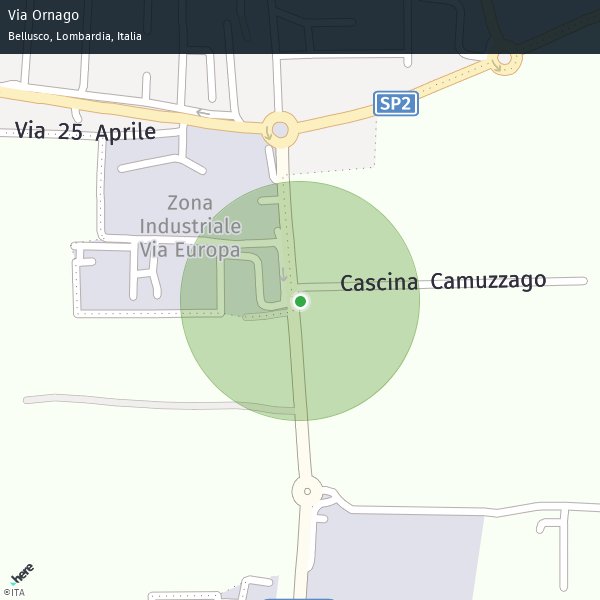 Via Ornago
Bellusco, Lombardia, Italia
SP2
Via 25 Aprile
Zona
Industriale
Via Europa
Cascina Camuzzago
here
©ITA